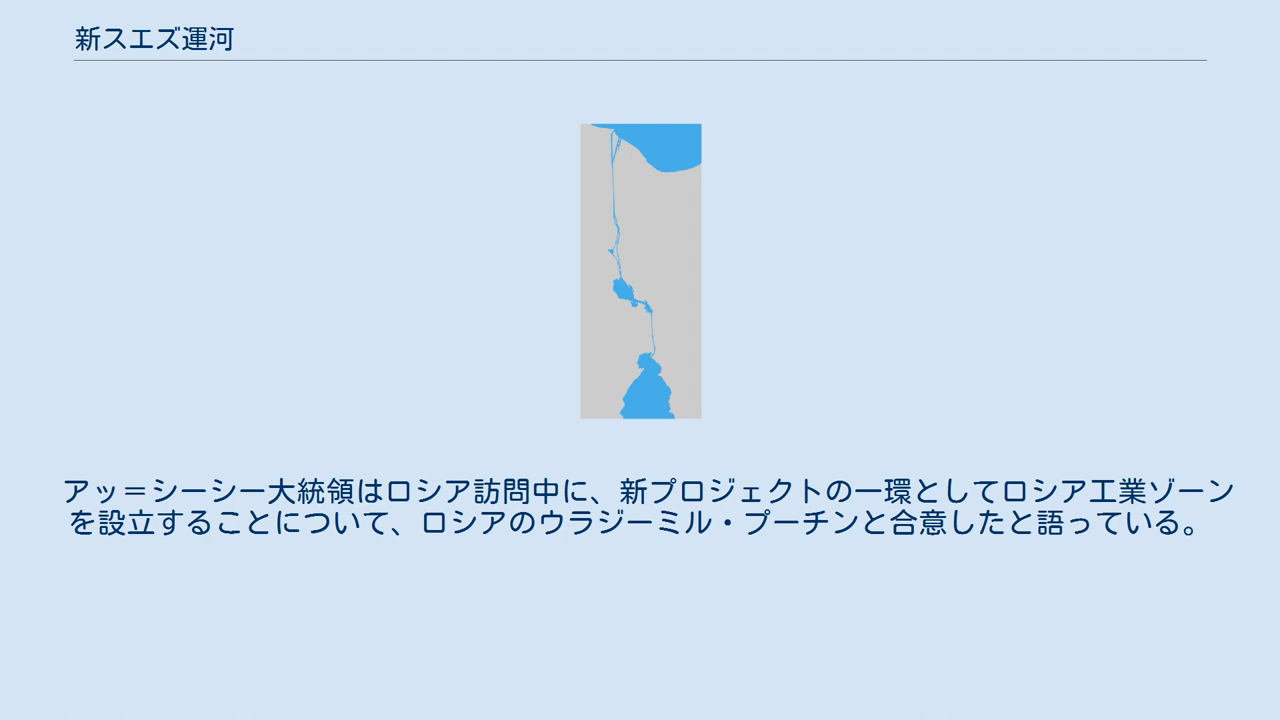 新スエズ運河
アッ＝シーシー大統領はロシア訪問中に、新プロジェクトの一環としてロシア工業ゾーン
を設立することについて、ロシアのウラジーミル・プーチンと合意したと語っている。